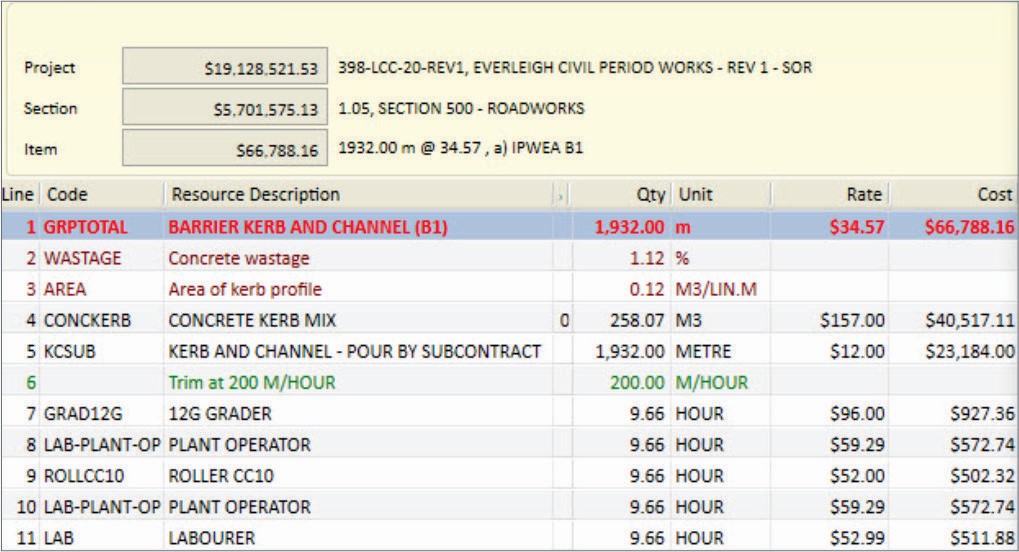 Project $19,128,521.53 398-LCC-20-REV1, EVERLEIGH CIVIL PERIOD WORKS - REV 1 - SOR
Section $5,701,575.13 1.05, SECTION 500 - ROADWORKS
Item $66,788.16 1932.00 m @ 34.57 , a) IPWEA B1
Line Code Resource Description › Qty Unit Rate Cost
1 GRPTOTAL BARRIER KERB AND CHANNEL (B1) 1,932.00 m $34.57 $66,788.16
2 WASTAGE Concrete wastage 1.12 %
3 AREA Area of kerb profile 0.12 M3/LIN.M
4 CONCKERB CONCRETE KERB MIX 0 258.07 M3 $157.00 $40,517.11
5 KCSUB KERB AND CHANNEL - POUR BY SUBCONTRACT 1,932.00 METRE $12.00 $23,184.00
6 Trim at 200 M/HOUR 200.00 M/HOUR
7 GRAD12G 12G GRADER 9.66 HOUR $96.00 $927.36
8 LAB-PLANT-OP PLANT OPERATOR 9.66 HOUR $59.29 $572.74
9 ROLLCC10 ROLLER CC10 9.66 HOUR $52.00 $502.32
10 LAB-PLANT-OP PLANT OPERATOR 9.66 HOUR $59.29 $572.74
11 LAB LABOURER 9.66 HOUR $52.99 $511.88